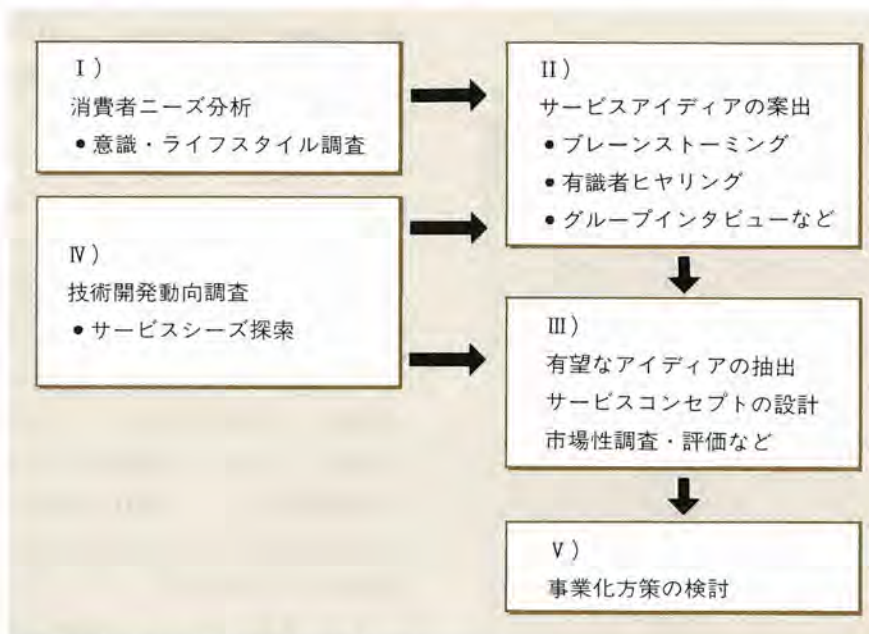 Ⅰ)
消費者ニーズ分析
●意識・ライフスタイル調査
Ⅳ)
技術開発動向調査
●サービスシーズ探索
Ⅱ)
サービスアイディアの案出
●ブレーンストーミング
●有識者ヒヤリング
●グループインタビューなど
Ⅲ)
有望なアイディアの抽出
サービスコンセプトの設計
市場性調査・評価など
Ⅴ)
事業化方策の検討